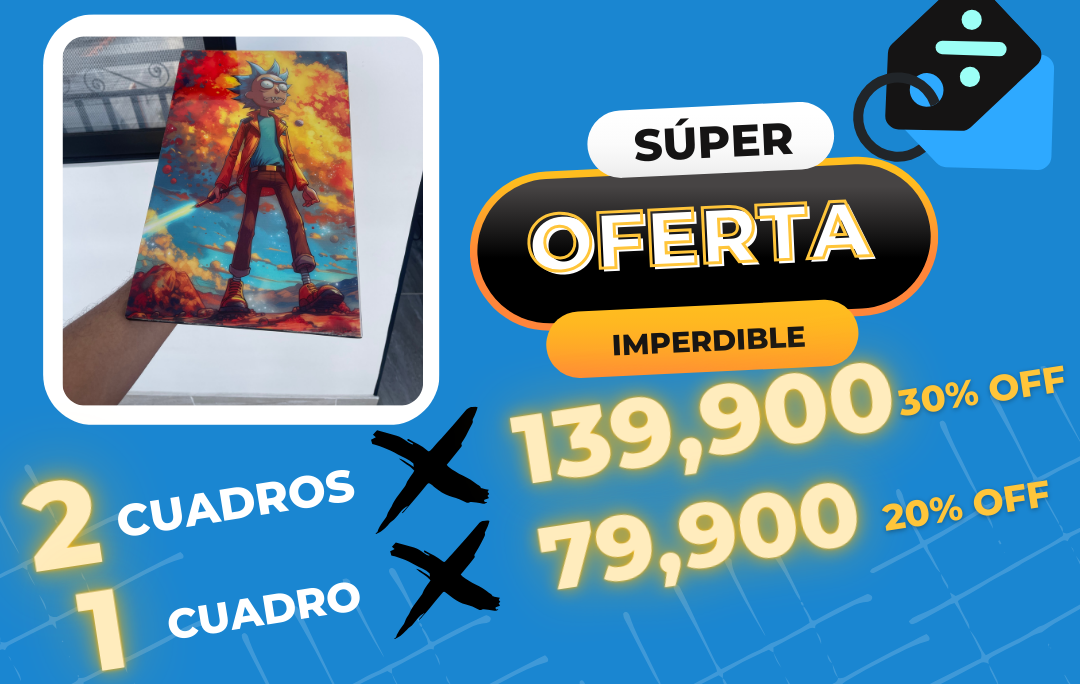 SÚPER
OFERTA
IMPERDIBLE
2 CUADROS X 139,900 30% OFF
1 CUADRO X 79,900 20% OFF